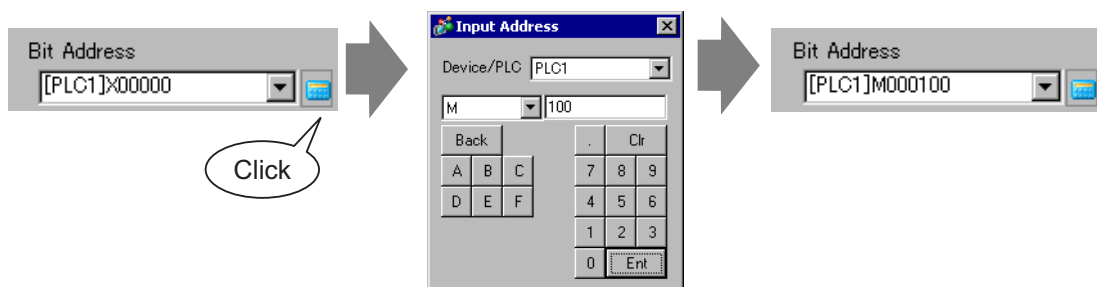 Bit Address
[PLC1]X00000
Click
Input Address
Device/PLC PLC1
M 100
Back . Clr
A B C 7 8 9
D E F 4 5 6
1 2 3
0 Ent
Bit Address
[PLC1]M000100